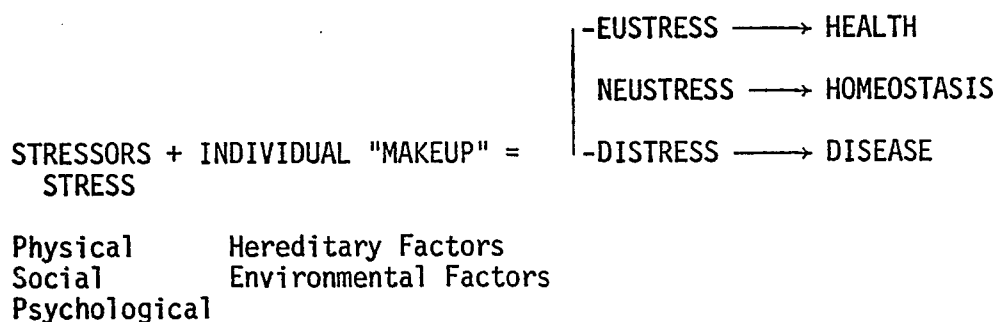 -EUSTRESS ⟶ HEALTH
NEUSTRESS ⟶ HOMEOSTASIS
STRESSORS + INDIVIDUAL "MAKEUP" = -DISTRESS ⟶ DISEASE
STRESS
Physical Hereditary Factors
Social Environmental Factors
Psychological